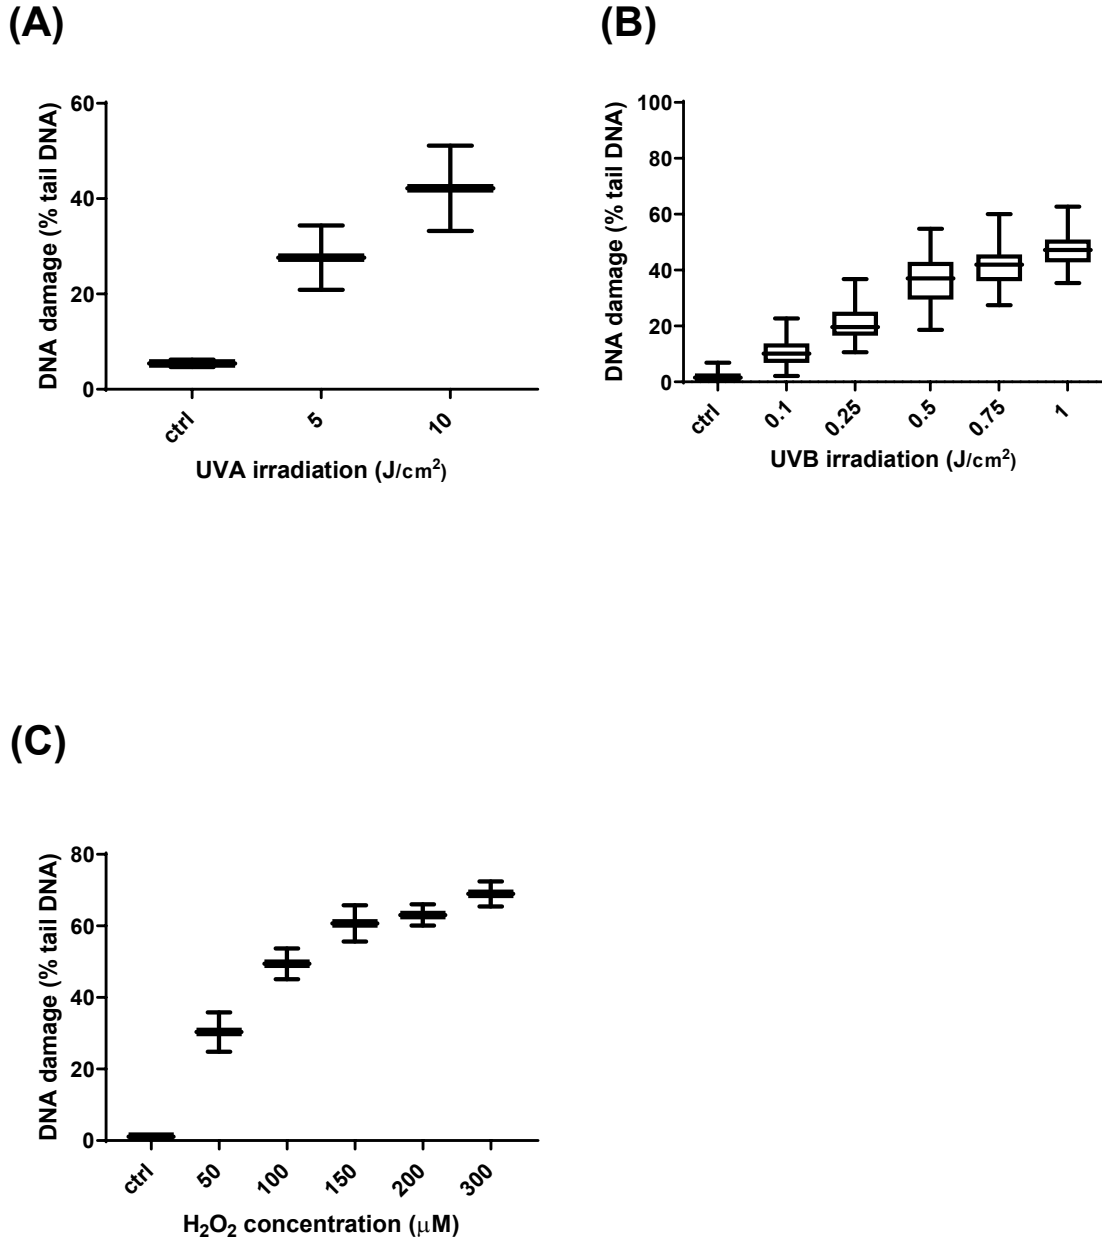 (A)
DNA damage (% tail DNA)
60
40
20
0
ctrl
5
10
UVA irradiation (J/cm²)
(B)
DNA damage (% tail DNA)
100
80
60
40
20
0
ctrl
0.1
0.25
0.5
0.75
1
UVB irradiation (J/cm²)
(C)
DNA damage (% tail DNA)
80
60
40
20
0
ctrl
50
100
150
200
300
H₂O₂ concentration (μM)